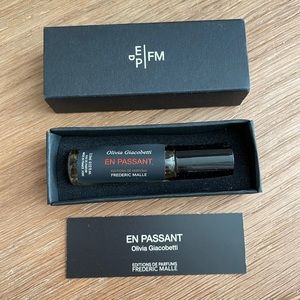 EDP|FM
Olivia Giacobetti
EN PASSANT
EDITIONS DE PARFUMS
FREDERIC MALLE
EN PASSANT
Olivia Giacobetti
EDITIONS DE PARFUMS
FREDERIC MALLE